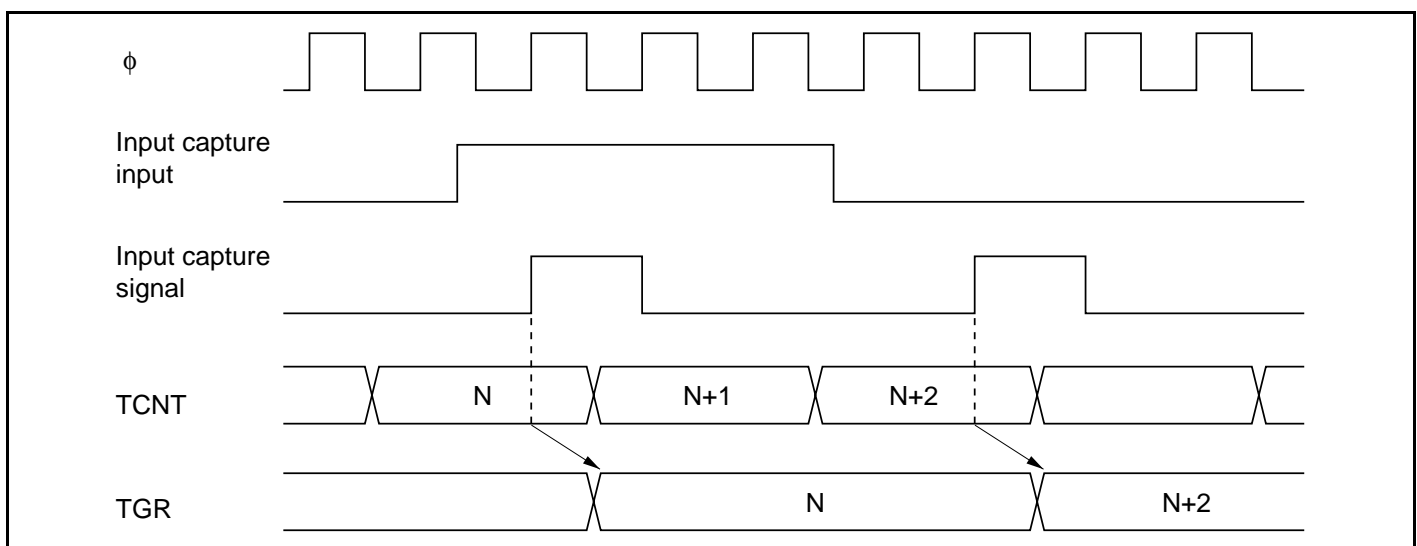 ϕ
Input capture
input
Input capture
signal
TCNT
N
N+1
N+2
TGR
N
N+2